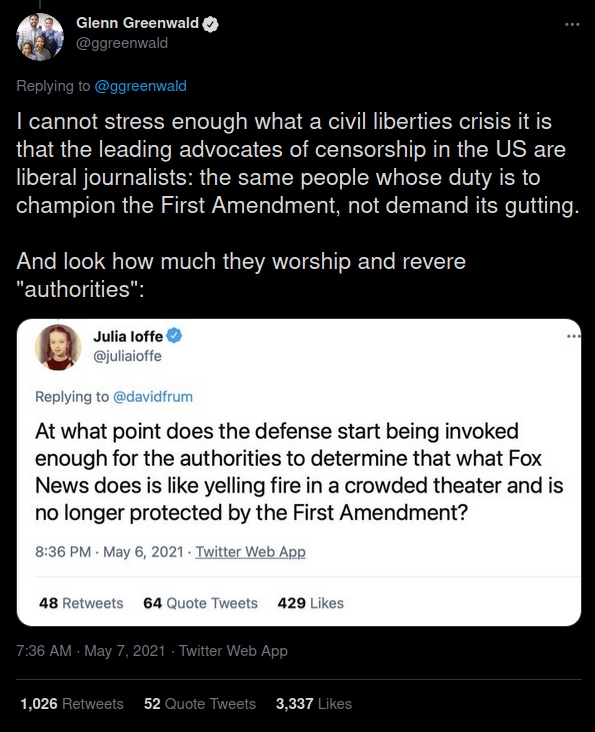 Glenn Greenwald
@ggreenwald
Replying to @ggreenwald
I cannot stress enough what a civil liberties crisis it is
that the leading advocates of censorship in the US are
liberal journalists: the same people whose duty is to
champion the First Amendment, not demand its gutting.
And look how much they worship and revere
"authorities":
Julia Ioffe
@juliaioffe
Replying to @davidfrum
At what point does the defense start being invoked
enough for the authorities to determine that what Fox
News does is like yelling fire in a crowded theater and is
no longer protected by the First Amendment?
8:36 PM · May 6, 2021 · Twitter Web App
48 Retweets 64 Quote Tweets 429 Likes
7:36 AM · May 7, 2021 · Twitter Web App
1,026 Retweets 52 Quote Tweets 3,337 Likes